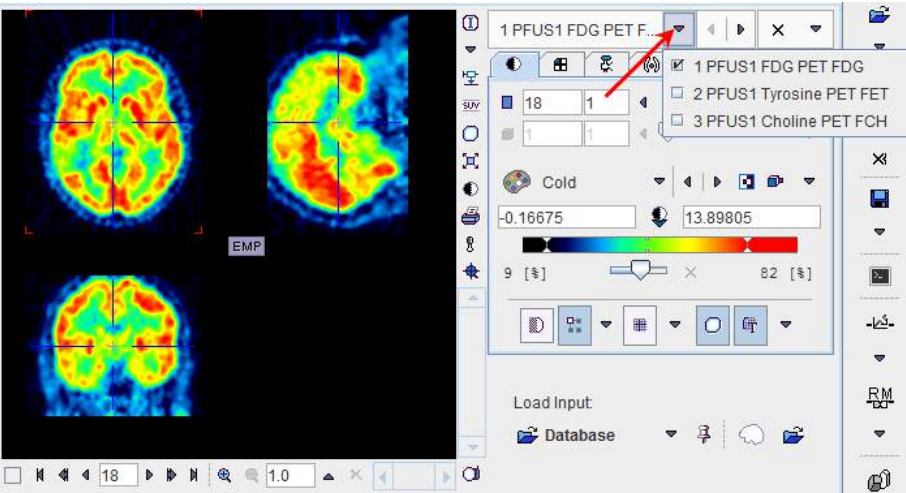 1 PFUS1 FDG PET F...
1 PFUS1 FDG PET FDG
2 PFUS1 Tyrosine PET FET
3 PFUS1 Choline PET FCH
SUV
18 1
1 1
Cold
-0.16675 13.89805
EMP
9 [%] 82 [%]
Load Input:
Database
RM
18 1.0